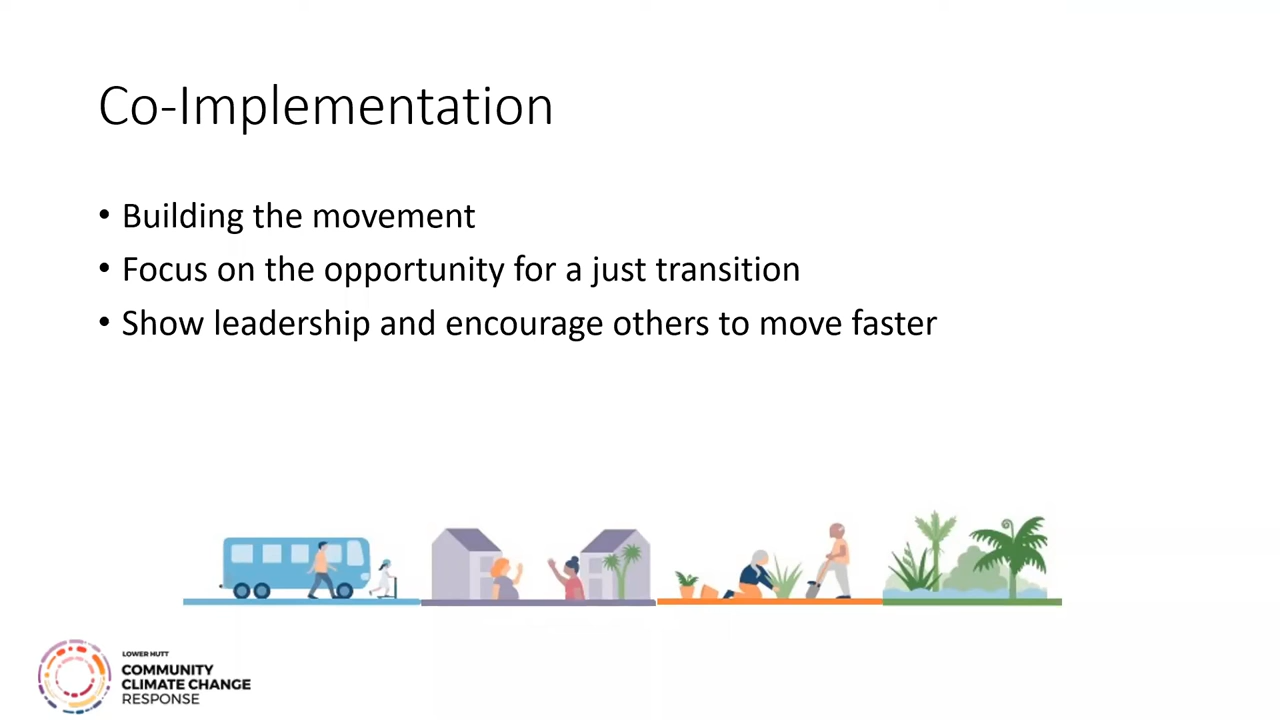 Co-Implementation
• Building the movement
• Focus on the opportunity for a just transition
• Show leadership and encourage others to move faster
LOWER HUTT
COMMUNITY
CLIMATE CHANGE
RESPONSE